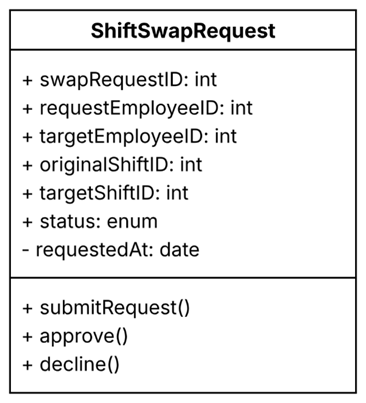 ShiftSwapRequest
+ swapRequestID: int
+ requestEmployeeID: int
+ targetEmployeeID: int
+ originalShiftID: int
+ targetShiftID: int
+ status: enum
- requestedAt: date
+ submitRequest()
+ approve()
+ decline()